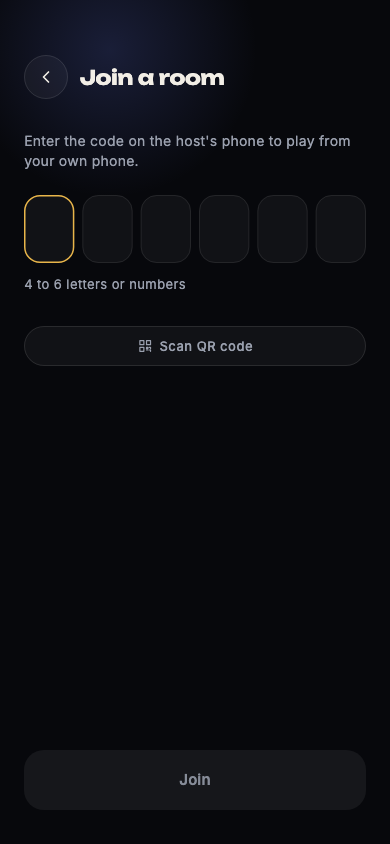 Join a room
Enter the code on the host's phone to play from
your own phone.
4 to 6 letters or numbers
Scan QR code
Join